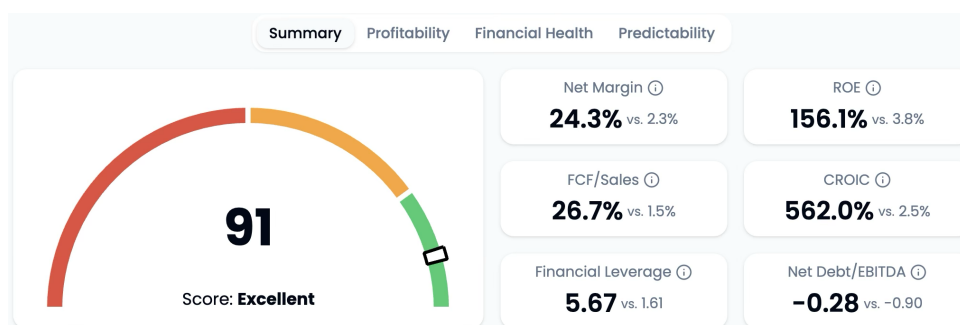 Summary Profitability Financial Health Predictability
91
Score: Excellent
Net Margin
24.3% vs. 2.3%
ROE
156.1% vs. 3.8%
FCF/Sales
26.7% vs. 1.5%
CROIC
562.0% vs. 2.5%
Financial Leverage
5.67 vs. 1.61
Net Debt/EBITDA
-0.28 vs. -0.90